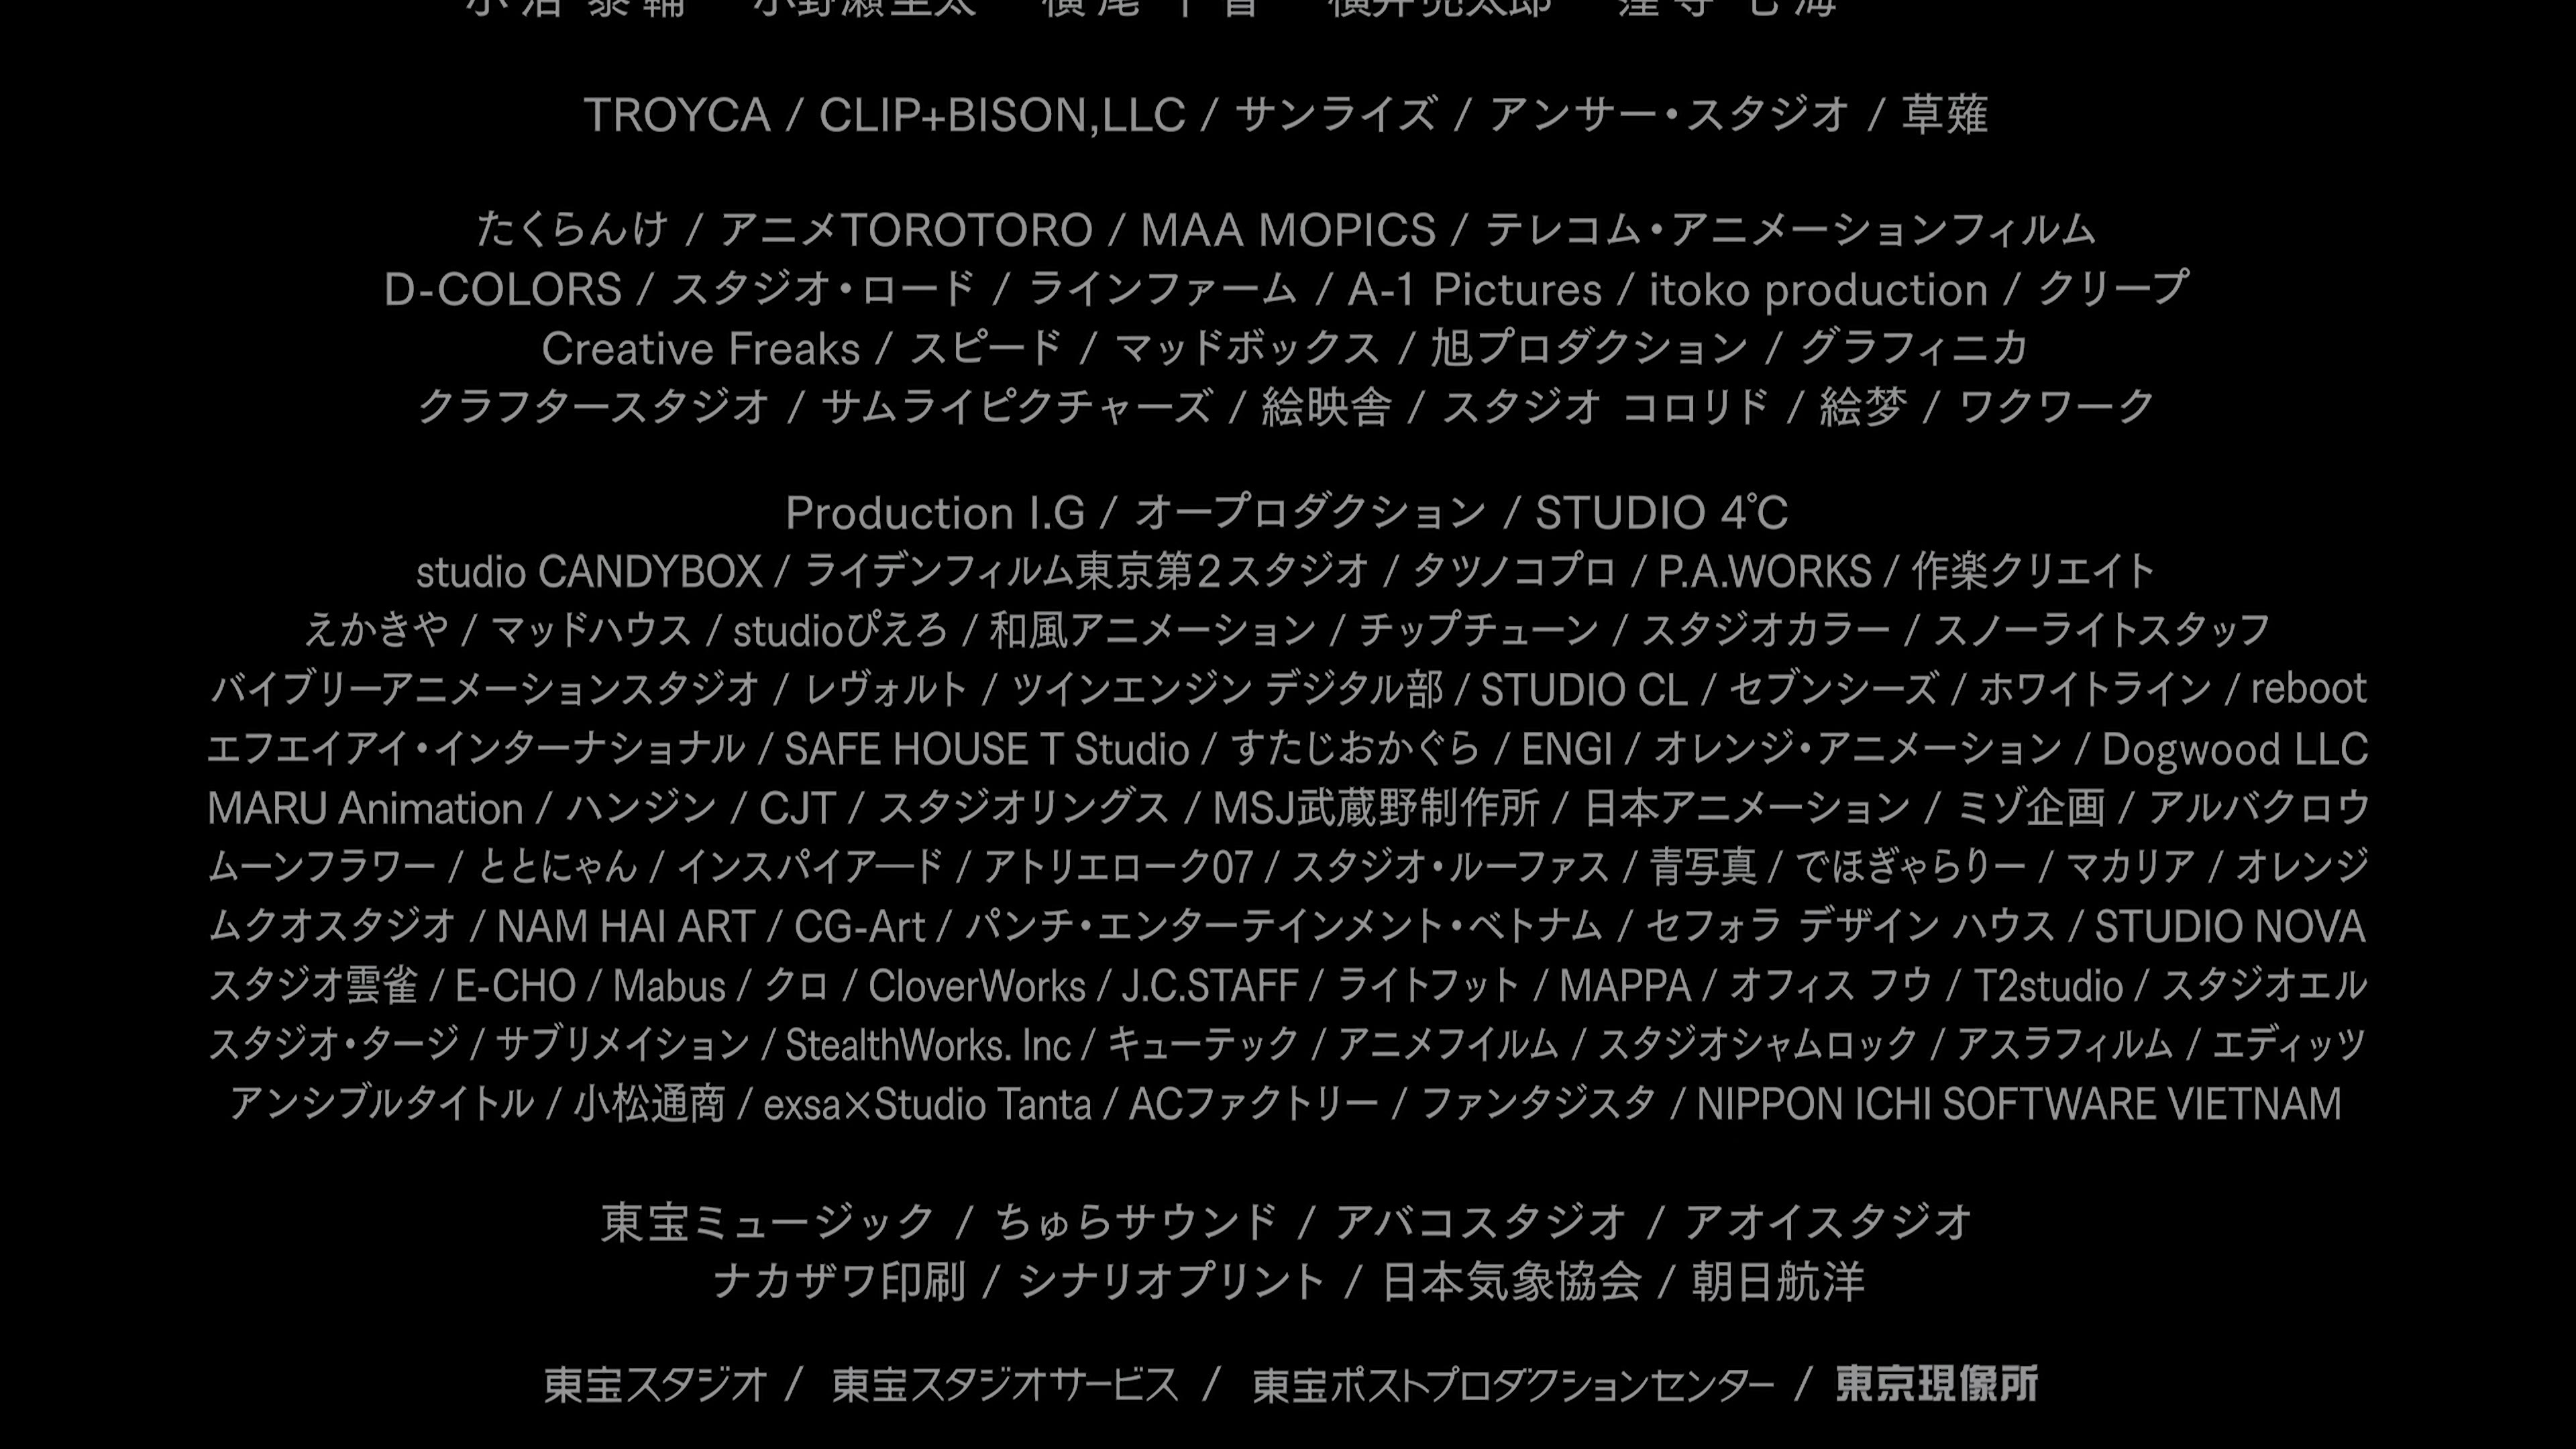 TROYCA / CLIP+BISON,LLC / サンライズ / アンサー・スタジオ / 草薙
たくらんけ / アニメTOROTORO / MAA MOPICS / テレコム・アニメーションフィルム
D-COLORS / スタジオ・ロード / ラインファーム / A-1 Pictures / itoko production / クリープ
Creative Freaks / スピード / マッドボックス / 旭プロダクション / グラフィニカ
クラフタースタジオ / サムライピクチャーズ / 絵映舎 / スタジオ コロリド / 絵梦 / ワクワーク
Production I.G / オープロダクション / STUDIO 4℃
studio CANDYBOX / ライデンフィルム東京第2スタジオ / タツノコプロ / P.A.WORKS / 作楽クリエイト
えかきや / マッドハウス / studioぴえろ / 和風アニメーション / チップチューン / スタジオカラー / スノーライトスタッフ
バイブリーアニメーションスタジオ / レヴォルト / ツインエンジン デジタル部 / STUDIO CL / セブンシーズ / ホワイトライン / reboot
エフエイアイ・インターナショナル / SAFE HOUSE T Studio / すたじおかぐら / ENGI / オレンジ・アニメーション / Dogwood LLC
MARU Animation / ハンジン / CJT / スタジオリングス / MSJ武蔵野制作所 / 日本アニメーション / ミゾ企画 / アルバクロウ
ムーンフラワー / ととにゃん / インスパイア―ド / アトリエローク07 / スタジオ・ルーファス / 青写真 / でほぎゃらりー / マカリア / オレンジ
ムクオスタジオ / NAM HAI ART / CG-Art / パンチ・エンターテインメント・ベトナム / セフォラ デザイン ハウス / STUDIO NOVA
スタジオ雲雀 / E-CHO / Mabus / クロ / CloverWorks / J.C.STAFF / ライトフット / MAPPA / オフィス フウ / T2studio / スタジオエル
スタジオ・タージ / サブリメイション / StealthWorks. Inc / キューテック / アニメフイルム / スタジオシャムロック / アスラフィルム / エディッツ
アンシブルタイトル / 小松通商 / exsa×Studio Tanta / ACファクトリー / ファンタジスタ / NIPPON ICHI SOFTWARE VIETNAM
東宝ミュージック / ちゅらサウンド / アバコスタジオ / アオイスタジオ
ナカザワ印刷 / シナリオプリント / 日本気象協会 / 朝日航洋
東宝スタジオ / 東宝スタジオサービス / 東宝ポストプロダクションセンター / 東京現像所